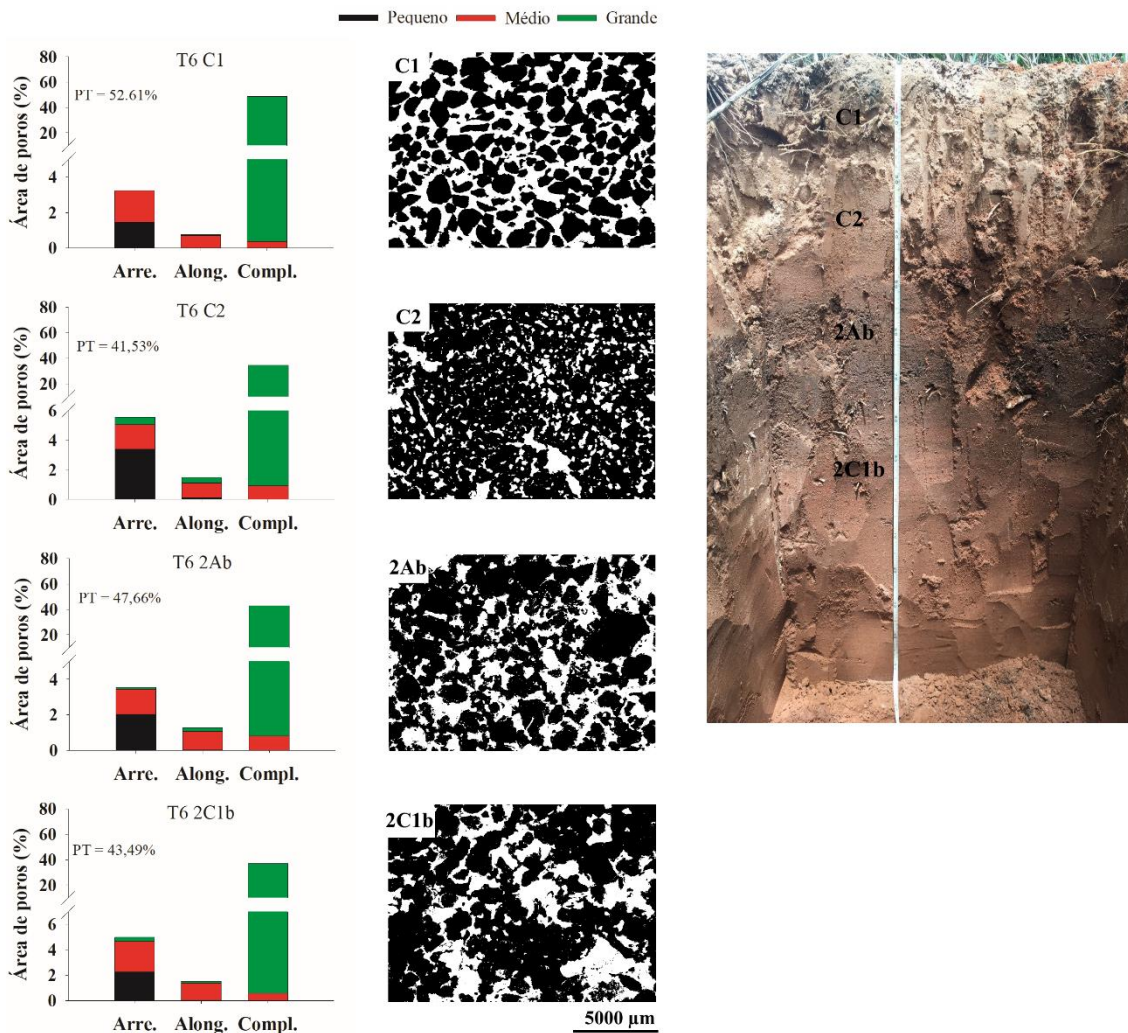 Pequeno Médio Grande
T6 C1
PT = 52.61%
Área de poros (%)
80
60
40
20
4
2
0
Arre. Along. Compl.
C1
T6 C2
PT = 41,53%
Área de poros (%)
80
60
40
20
6
4
2
0
Arre. Along. Compl.
C2
T6 2Ab
PT = 47,66%
Área de poros (%)
80
60
40
20
4
2
0
Arre. Along. Compl.
2Ab
T6 2C1b
PT = 43,49%
Área de poros (%)
80
60
40
20
6
4
2
0
Arre. Along. Compl.
2C1b
5000 µm
C1
C2
2Ab
2C1b